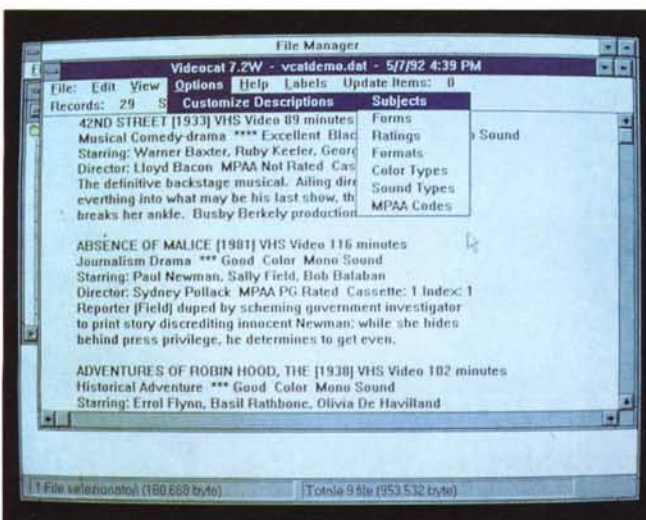 File Manager
Videocat 7.2W - vcatdemo.dat - 5/7/92 4:39 PM
File: Edit View Options Help Labels Update Items: 0
Records: 29 S Customize Descriptions Subjects
Forms
Ratings
Formats
Color Types
Sound Types
MPAA Codes
42ND STREET [1933] VHS Video 89 minutes
Musical Comedy-drama **** Excellent Blac o Sound
Starring: Warner Baxter, Ruby Keeler, Georg
Director: Lloyd Bacon MPAA Not Rated Cas
The definitive backstage musical. Ailing dire
everthing into what may be his last show, th
breaks her ankle. Busby Berkely production
ABSENCE OF MALICE [1981] VHS Video 116 minutes
Journalism Drama *** Good Color Mono Sound
Starring: Paul Newman, Sally Field, Bob Balaban
Director: Sydney Pollack MPAA PG Rated Cassette: 1 Index: 1
Reporter [Field] duped by scheming government investigator
to print story discrediting innocent Newman; while she hides
behind press privilege, he determines to get even.
ADVENTURES OF ROBIN HOOD, THE [1938] VHS Video 102 minutes
Historical Adventure *** Good Color Mono Sound
Starring: Errol Flynn, Basil Rathbone, Olivia De Havilland
1 File selezionato/i (180.668 byte) Totale 9 file (953.532 byte)